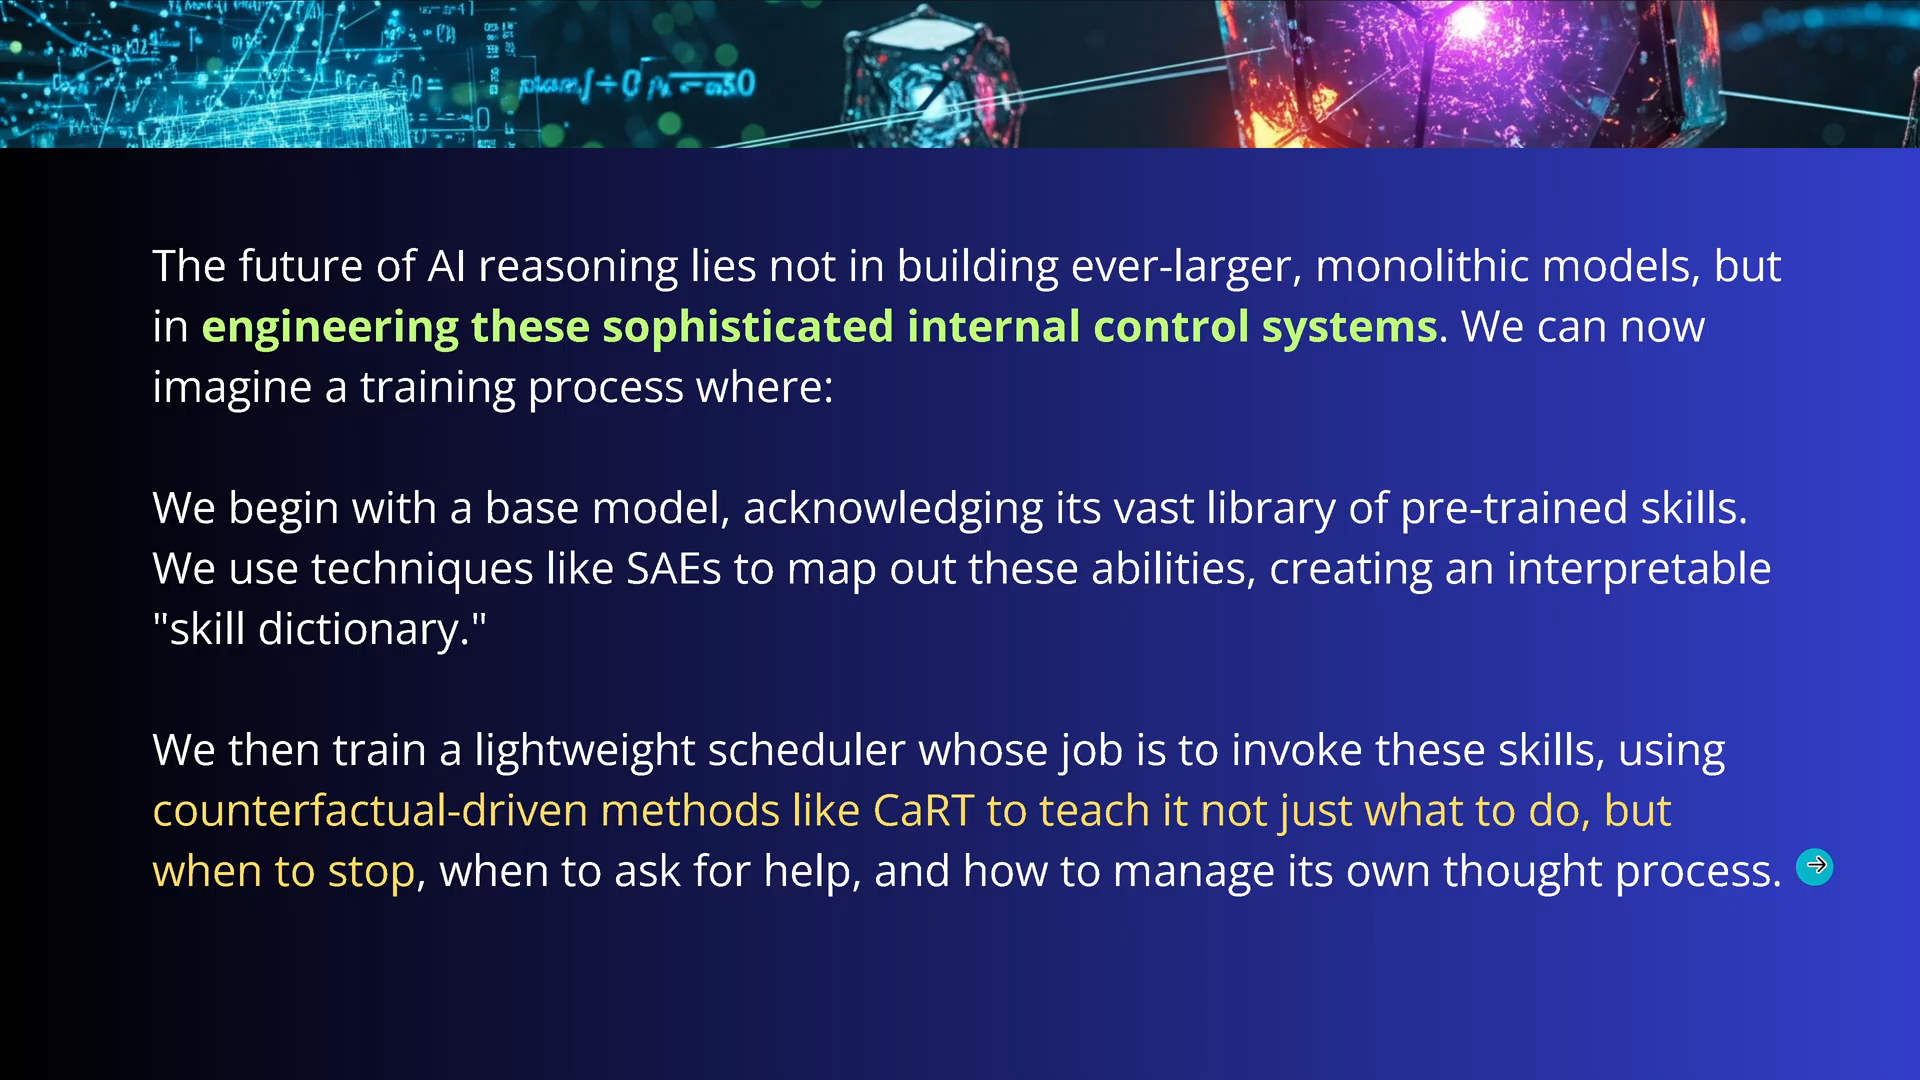 The future of AI reasoning lies not in building ever-larger, monolithic models, but
in engineering these sophisticated internal control systems. We can now
imagine a training process where:
We begin with a base model, acknowledging its vast library of pre-trained skills.
We use techniques like SAEs to map out these abilities, creating an interpretable
"skill dictionary."
We then train a lightweight scheduler whose job is to invoke these skills, using
counterfactual-driven methods like CaRT to teach it not just what to do, but
when to stop, when to ask for help, and how to manage its own thought process.